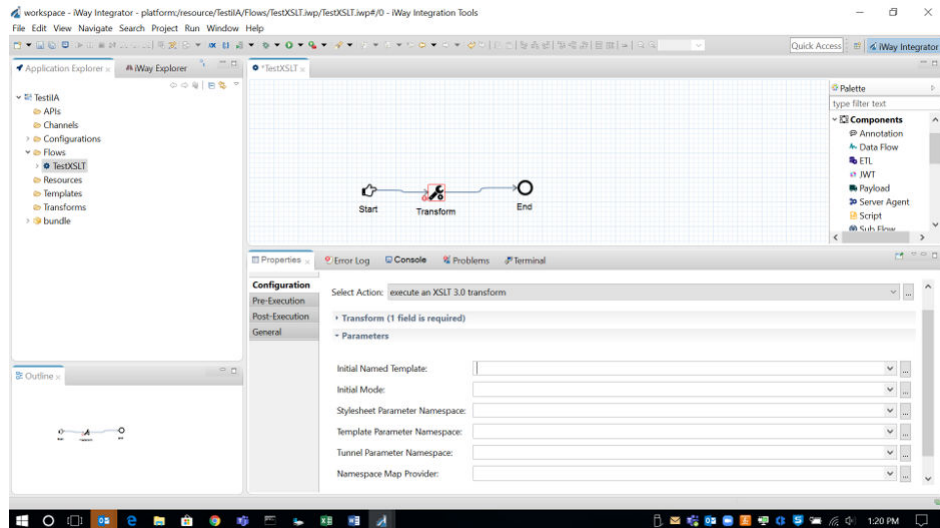 workspace - iWay Integrator - platform:/resource/TestiIA/Flows/TestXSLT.iwp/TestXSLT.iwp#/0 - iWay Integration Tools
File Edit View Navigate Search Project Run Window Help
Quick Access
iWay Integrator
Application Explorer
iWay Explorer
TestiIA
APIs
Channels
Configurations
Flows
TestXSLT
Resources
Templates
Transforms
bundle
*TestXSLT
Start
Transform
End
Palette
type filter text
Components
Annotation
Data Flow
ETL
JWT
Payload
Server Agent
Script
Sub Flow
Properties
Error Log
Console
Problems
Terminal
Configuration
Pre-Execution
Post-Execution
General
Select Action: execute an XSLT 3.0 transform
...
Transform (1 field is required)
Parameters
Initial Named Template:
...
Initial Mode:
...
Stylesheet Parameter Namespace:
...
Template Parameter Namespace:
...
Tunnel Parameter Namespace:
...
Namespace Map Provider:
...
Outline
1:20 PM